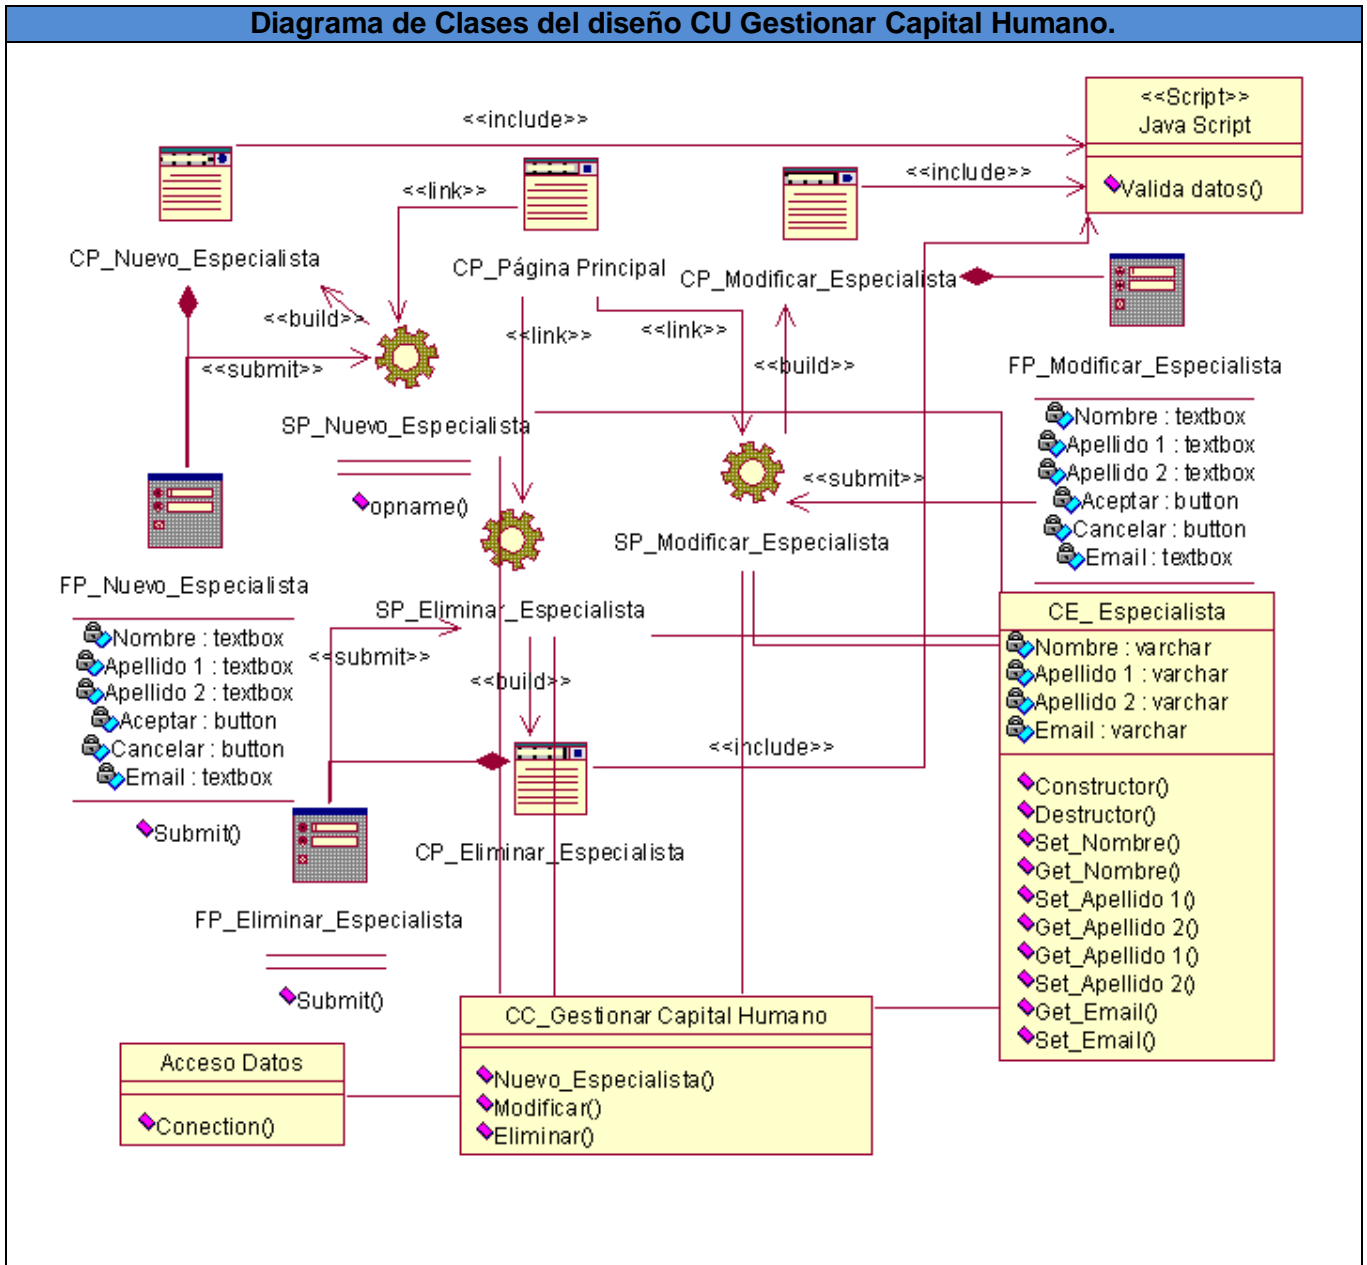 Diagrama de Clases del diseño CU Gestionar Capital Humano.
<<Script>>
Java Script
Valida datos()
<<include>>
<<link>>
<<include>>
CP_Nuevo_Especialista
CP_Página Principal
CP_Modificar_Especialista
<<build>>
<<link>>
<<link>>
<<submit>>
<<build>>
FP_Modificar_Especialista
Nombre : textbox
Apellido 1 : textbox
Apellido 2 : textbox
Aceptar : button
Cancelar : button
Email : textbox
SP_Nuevo_Especialista
opname()
<<submit>>
SP_Modificar_Especialista
FP_Nuevo_Especialista
Nombre : textbox
Apellido 1 : textbox
Apellido 2 : textbox
Aceptar : button
Cancelar : button
Email : textbox
Submit()
SP_Eliminar_Especialista
<<submit>>
<<build>>
<<include>>
CP_Eliminar_Especialista
FP_Eliminar_Especialista
Submit()
CE_ Especialista
Nombre : varchar
Apellido 1 : varchar
Apellido 2 : varchar
Email : varchar
Constructor()
Destructor()
Set_Nombre()
Get_Nombre()
Set_Apellido 1()
Get_Apellido 2()
Get_Apellido 1()
Set_Apellido 2()
Get_Email()
Set_Email()
CC_Gestionar Capital Humano
Nuevo_Especialista()
Modificar()
Eliminar()
Acceso Datos
Conection()